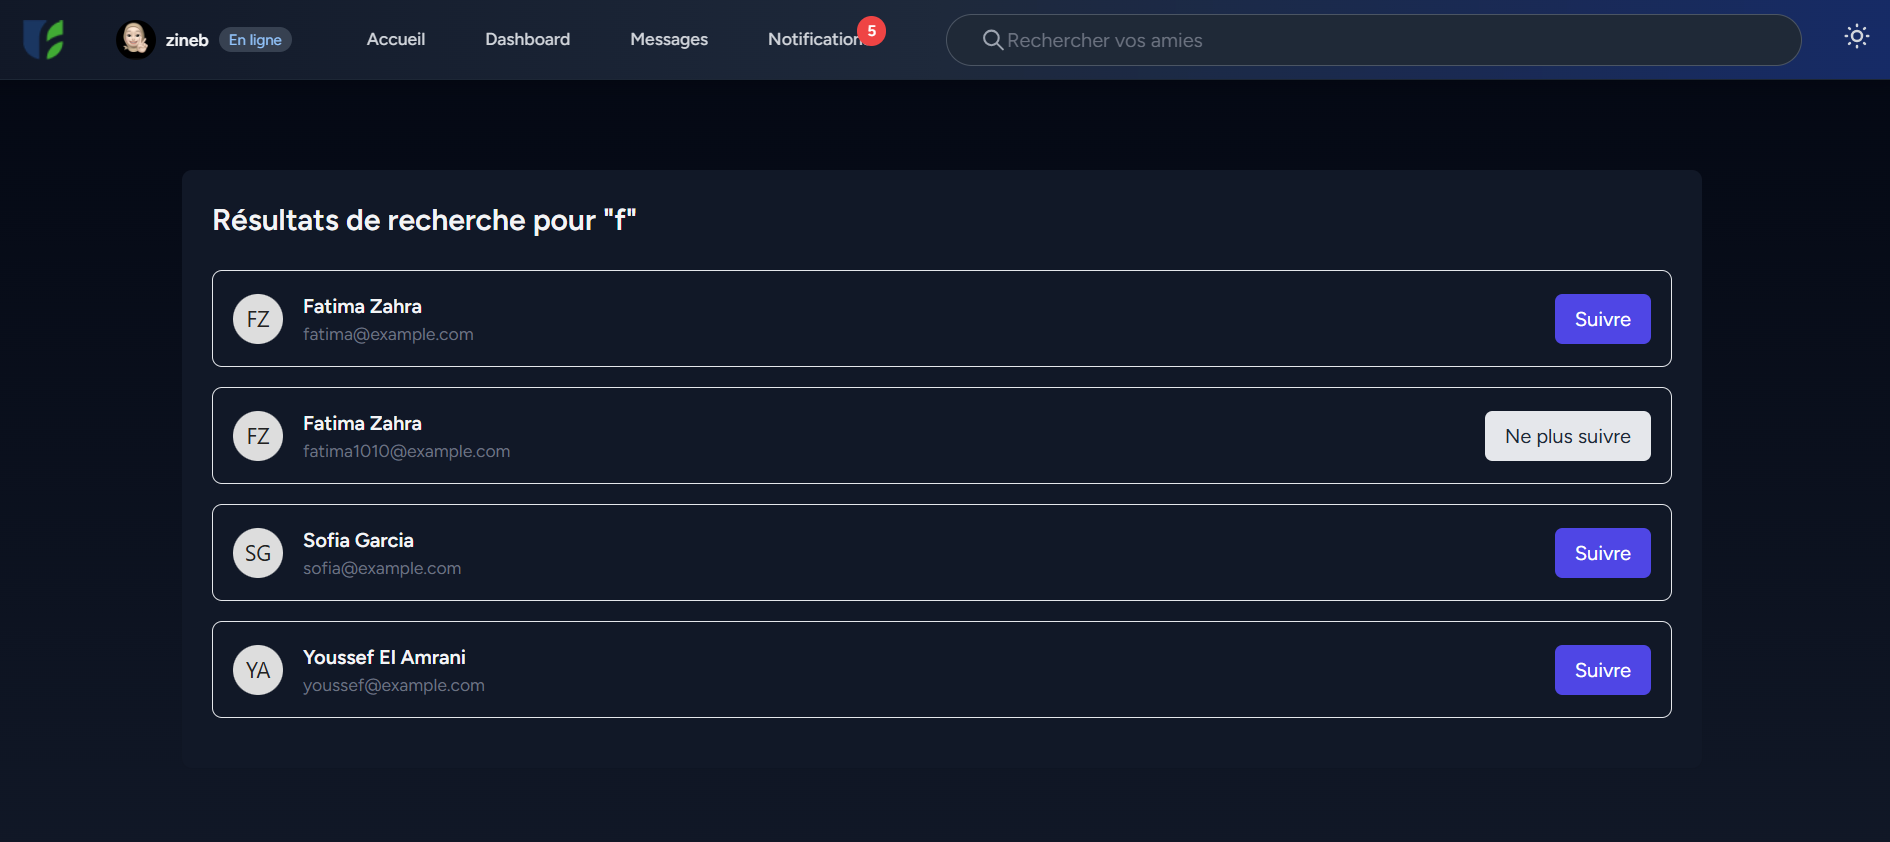 zineb En ligne Accueil Dashboard Messages Notification 5 Rechercher vos amies
Résultats de recherche pour "f"
FZ Fatima Zahra Suivre
fatima@example.com
FZ Fatima Zahra Ne plus suivre
fatima1010@example.com
SG Sofia Garcia Suivre
sofia@example.com
YA Youssef El Amrani Suivre
youssef@example.com